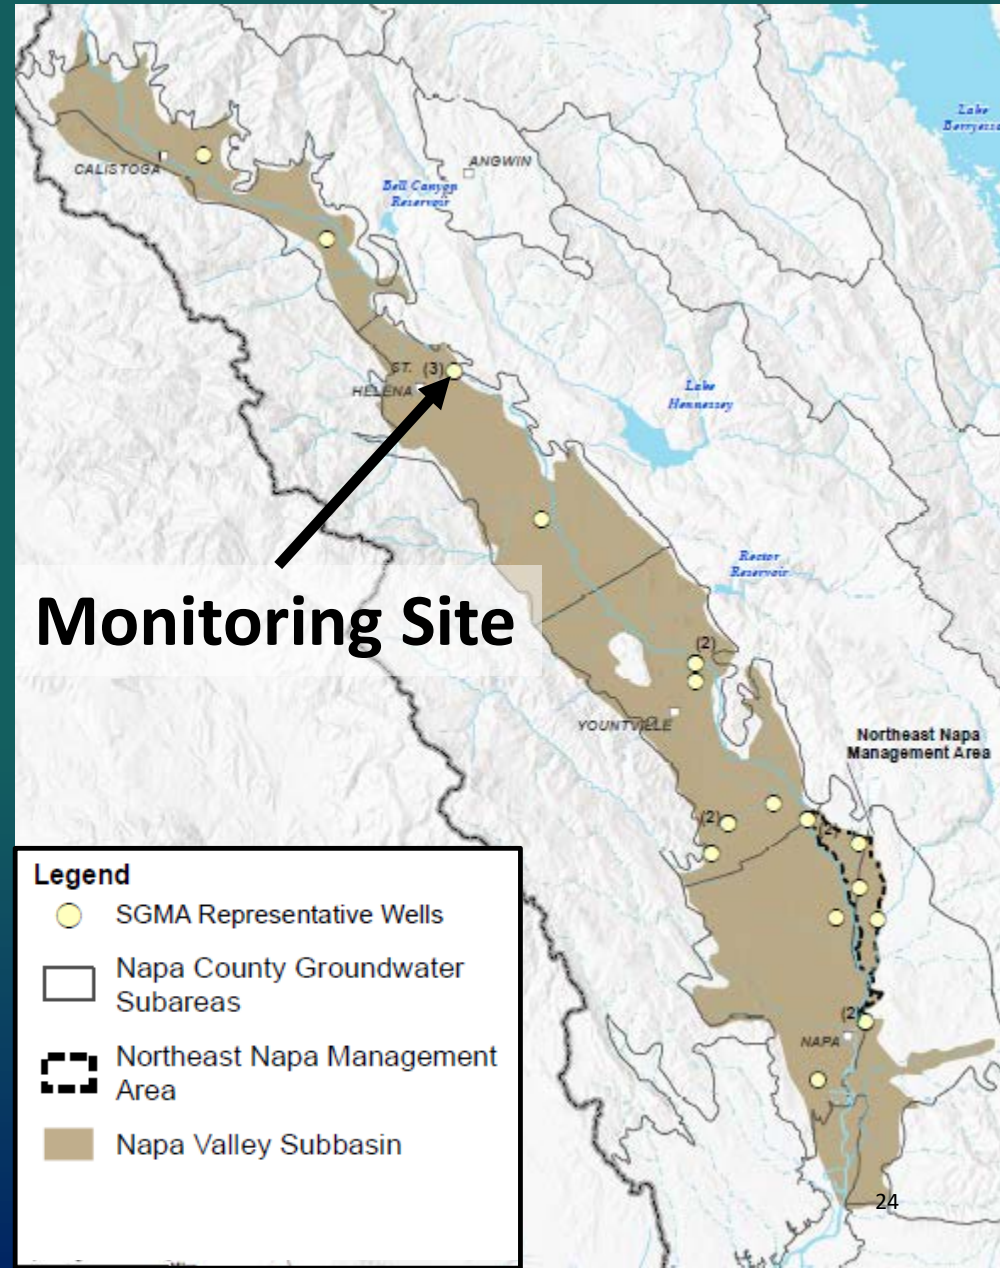 Lake
Berryessa
ANGWIN
CALISTOGA
Bell Canyon
Reservoir
ST. (3)
HELENA
Lake
Hennessey
Rector
Reservoir
Monitoring Site
(2)
YOUNTVILLE
Northeast Napa
Management Area
(2)
(2)
(2)
NAPA
24
Legend
SGMA Representative Wells
Napa County Groundwater
Subareas
Northeast Napa Management
Area
Napa Valley Subbasin